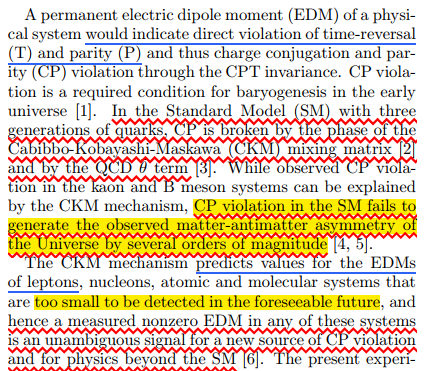 A permanent electric dipole moment (EDM) of a physi-
cal system would indicate direct violation of time-reversal
(T) and parity (P) and thus charge conjugation and par-
ity (CP) violation through the CPT invariance. CP viola-
tion is a required condition for baryogenesis in the early
universe [1]. In the Standard Model (SM) with three
generations of quarks, CP is broken by the phase of the
Cabibbo-Kobayashi-Maskawa (CKM) mixing matrix [2]
and by the QCD θ term [3]. While observed CP viola-
tion in the kaon and B meson systems can be explained
by the CKM mechanism, CP violation in the SM fails to
generate the observed matter-antimatter asymmetry of
the Universe by several orders of magnitude [4, 5].
The CKM mechanism predicts values for the EDMs
of leptons, nucleons, atomic and molecular systems that
are too small to be detected in the foreseeable future, and
hence a measured nonzero EDM in any of these systems
is an unambiguous signal for a new source of CP violation
and for physics beyond the SM [6]. The present experi-